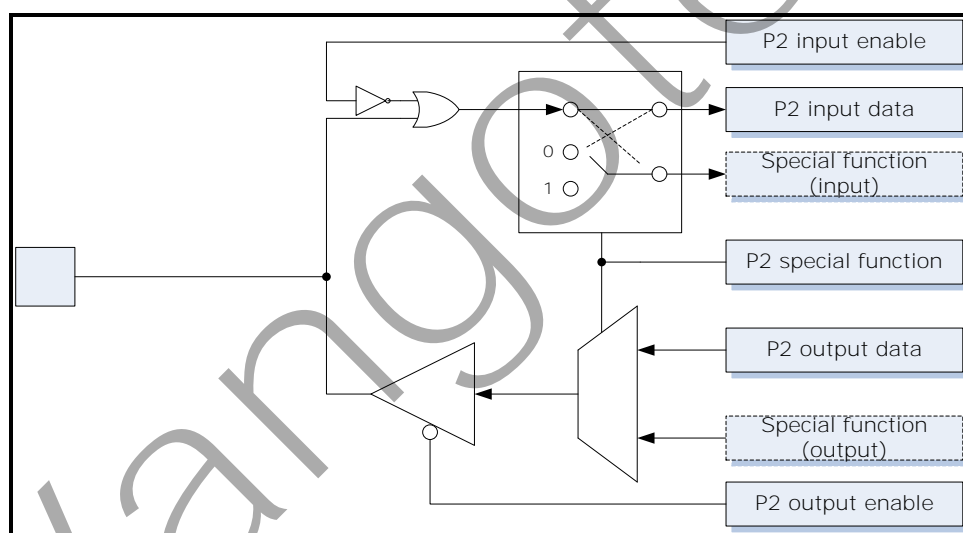 P2 input enable
P2 input data
0
1
Special function
(input)
P2 special function
P2 output data
Special function
(output)
P2 output enable